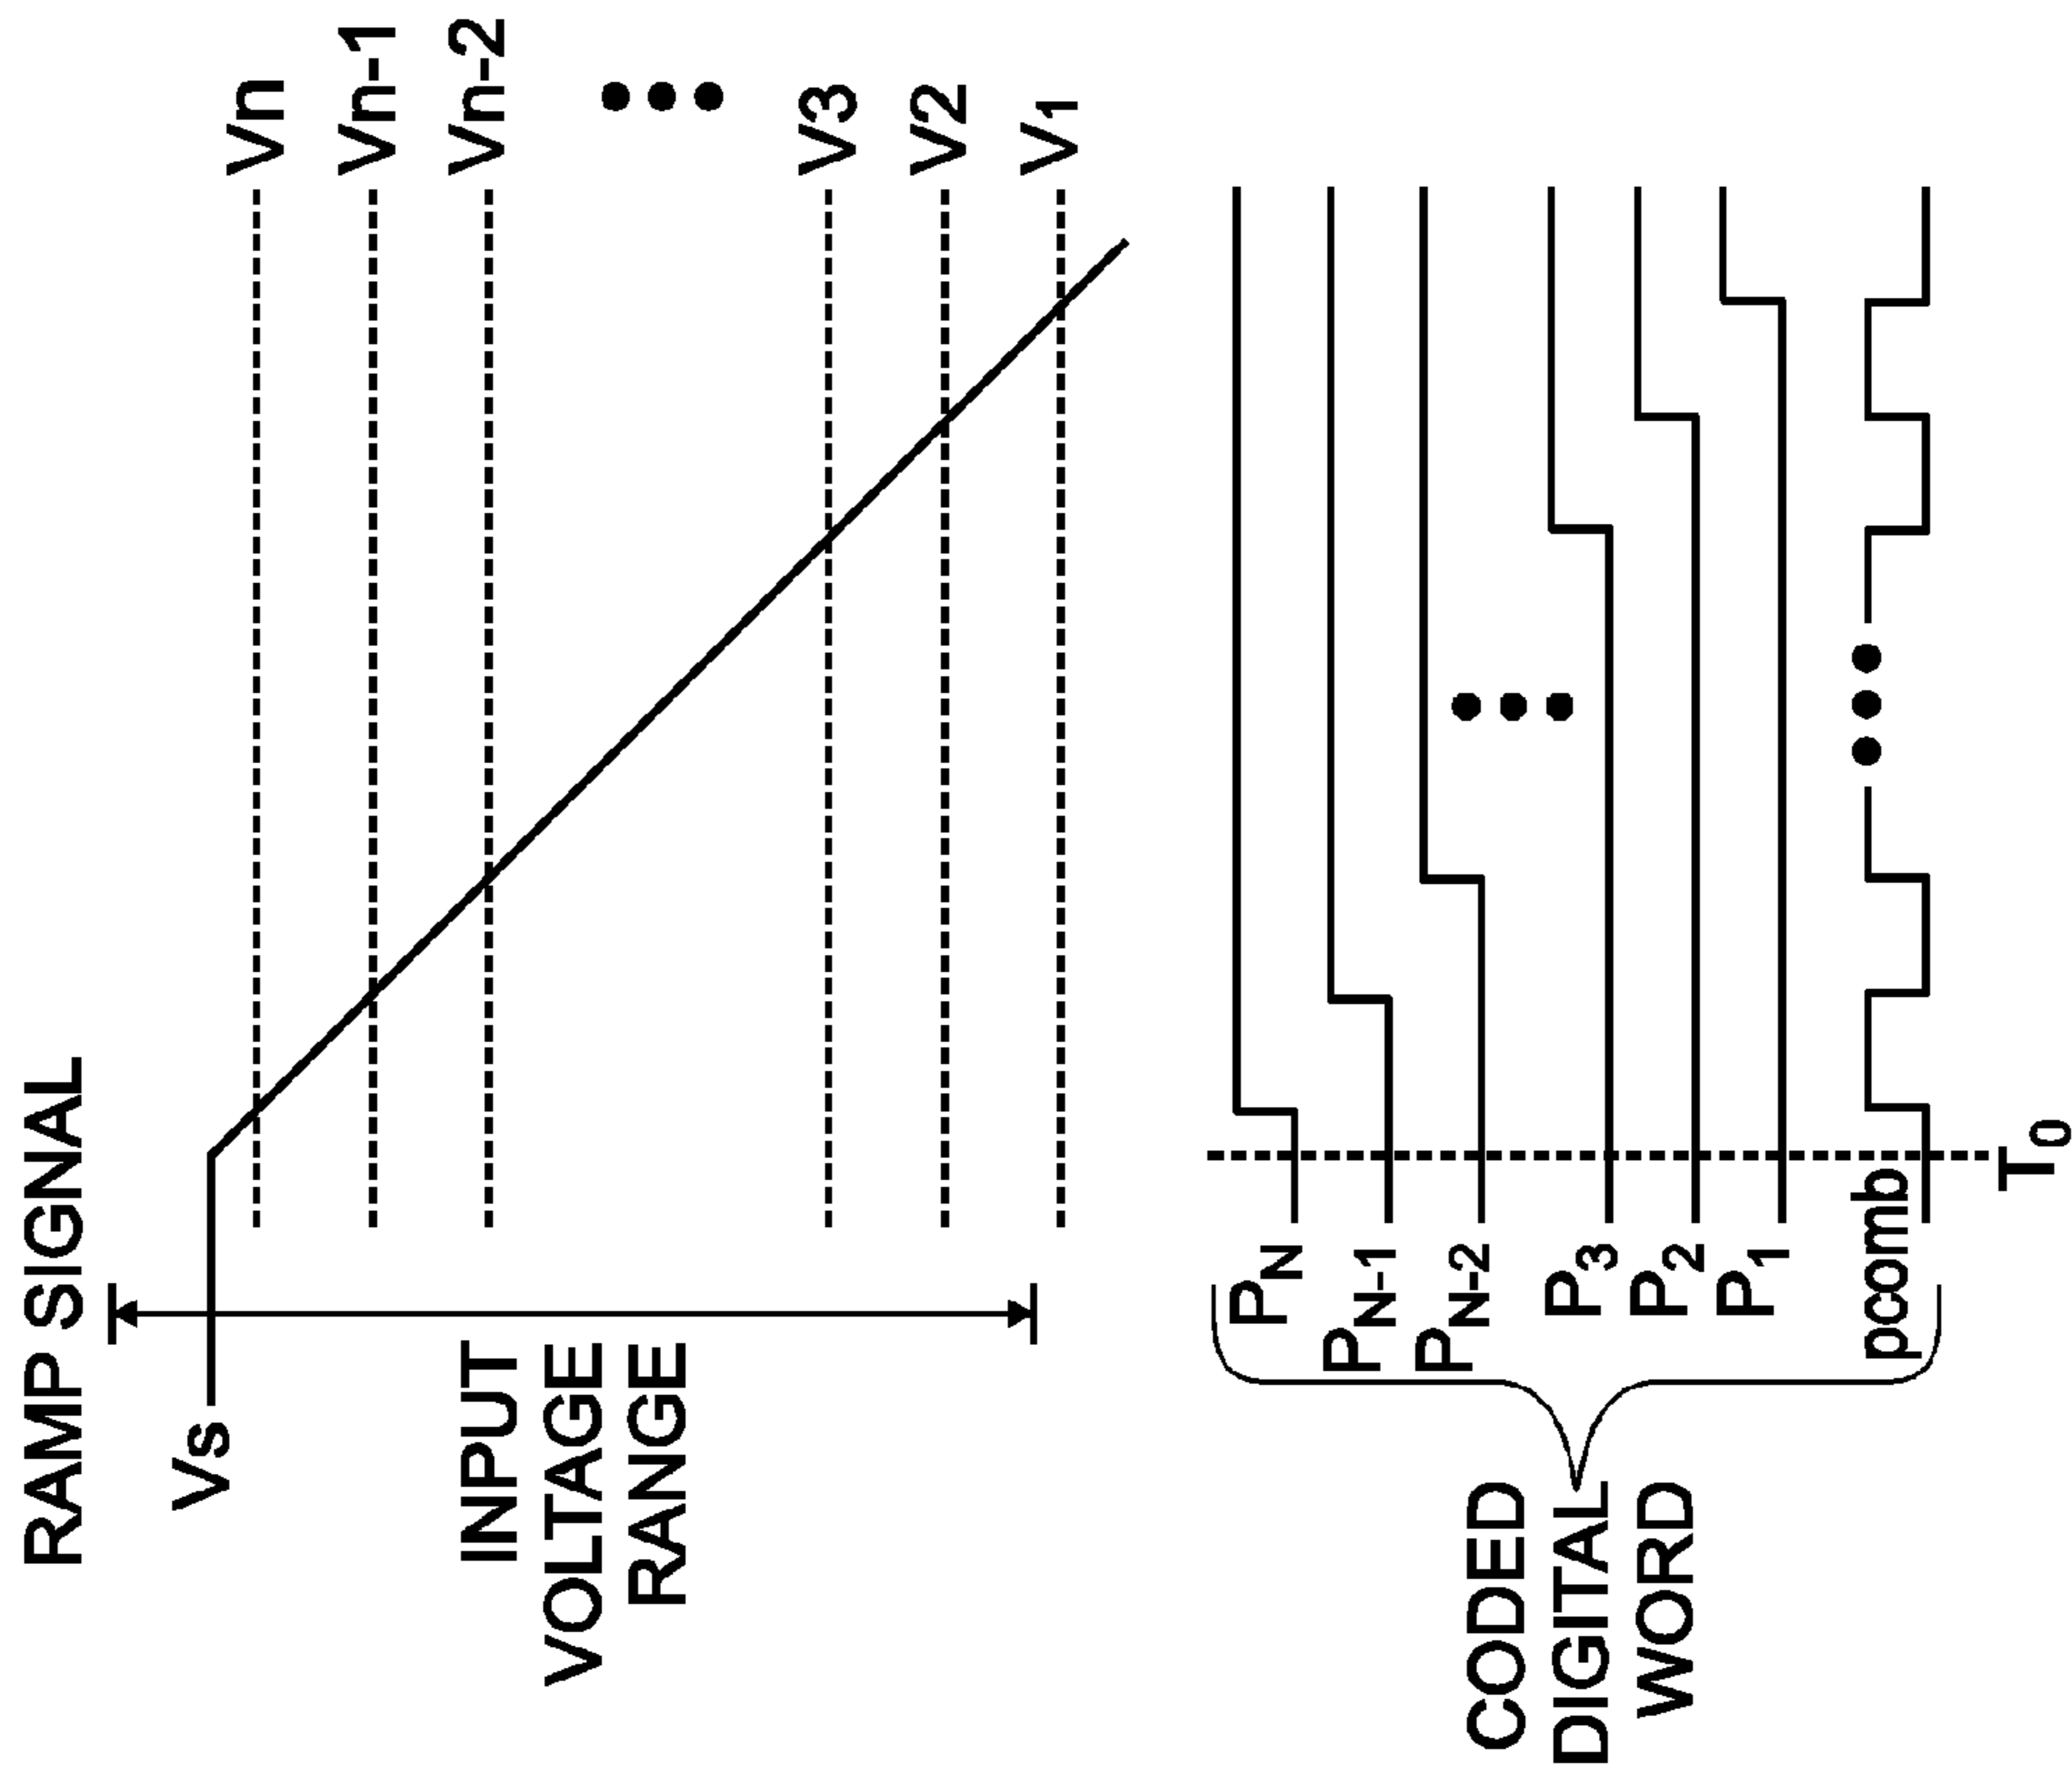 RAMP SIGNAL
Vs
Vn
Vn-1
Vn-2
INPUT
VOLTAGE
RANGE
V3
V2
V1
PN
PN-1
PN-2
CODED
DIGITAL
WORD
P3
P2
P1
pcomb
T0